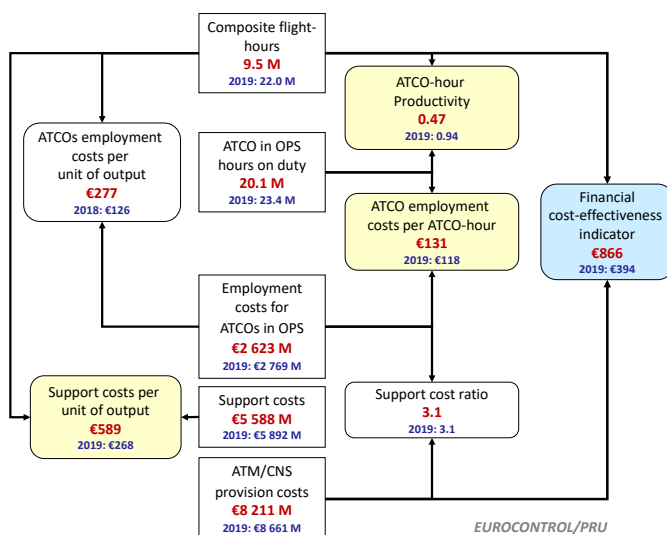 Composite flight-
hours
9.5 M
2019: 22.0 M
ATCO-hour
Productivity
0.47
2019: 0.94
ATCOs employment
costs per
unit of output
€277
2018: €126
ATCO in OPS
hours on duty
20.1 M
2019: 23.4 M
ATCO employment
costs per ATCO-hour
€131
2019: €118
Financial
cost-effectiveness
indicator
€866
2019: €394
Employment
costs for
ATCOs in OPS
€2 623 M
2019: €2 769 M
Support costs per
unit of output
€589
2019: €268
Support costs
€5 588 M
2019: €5 892 M
Support cost ratio
3.1
2019: 3.1
ATM/CNS
provision costs
€8 211 M
2019: €8 661 M
EUROCONTROL/PRU